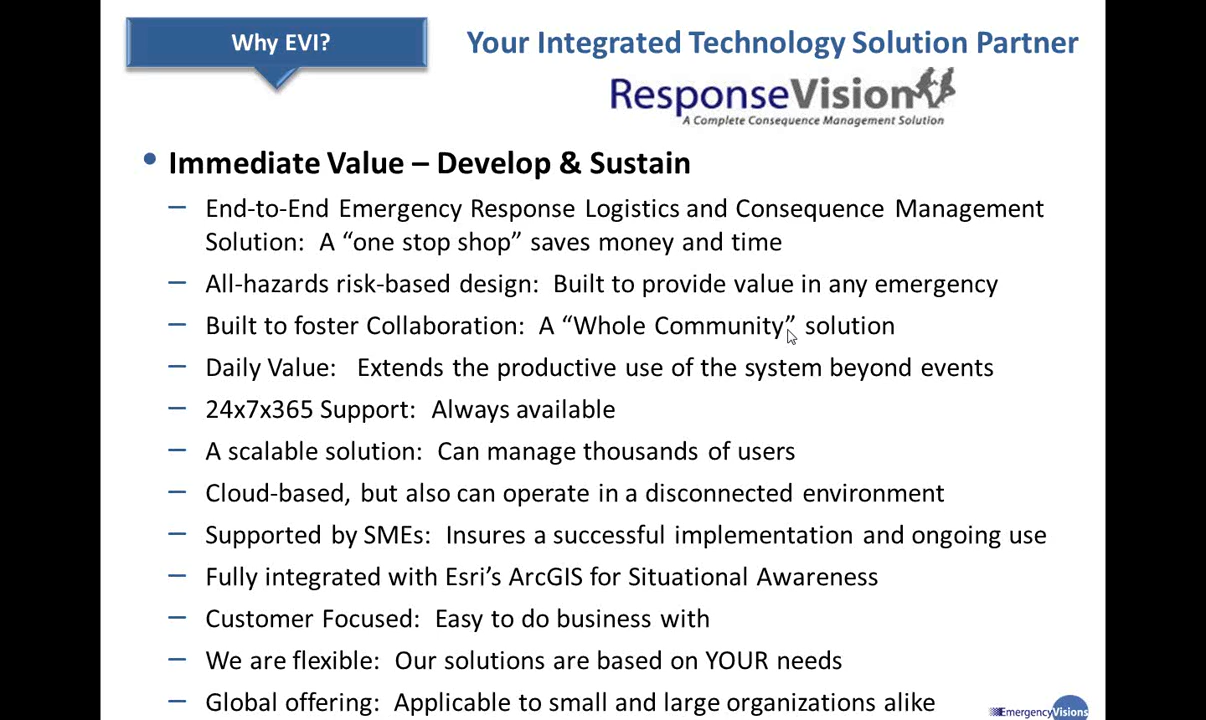 Why EVI?
Your Integrated Technology Solution Partner
ResponseVision
A Complete Consequence Management Solution
• Immediate Value – Develop & Sustain
– End-to-End Emergency Response Logistics and Consequence Management
Solution: A “one stop shop” saves money and time
– All-hazards risk-based design: Built to provide value in any emergency
– Built to foster Collaboration: A “Whole Community” solution
– Daily Value: Extends the productive use of the system beyond events
– 24x7x365 Support: Always available
– A scalable solution: Can manage thousands of users
– Cloud-based, but also can operate in a disconnected environment
– Supported by SMEs: Insures a successful implementation and ongoing use
– Fully integrated with Esri’s ArcGIS for Situational Awareness
– Customer Focused: Easy to do business with
– We are flexible: Our solutions are based on YOUR needs
– Global offering: Applicable to small and large organizations alike
EmergencyVisions